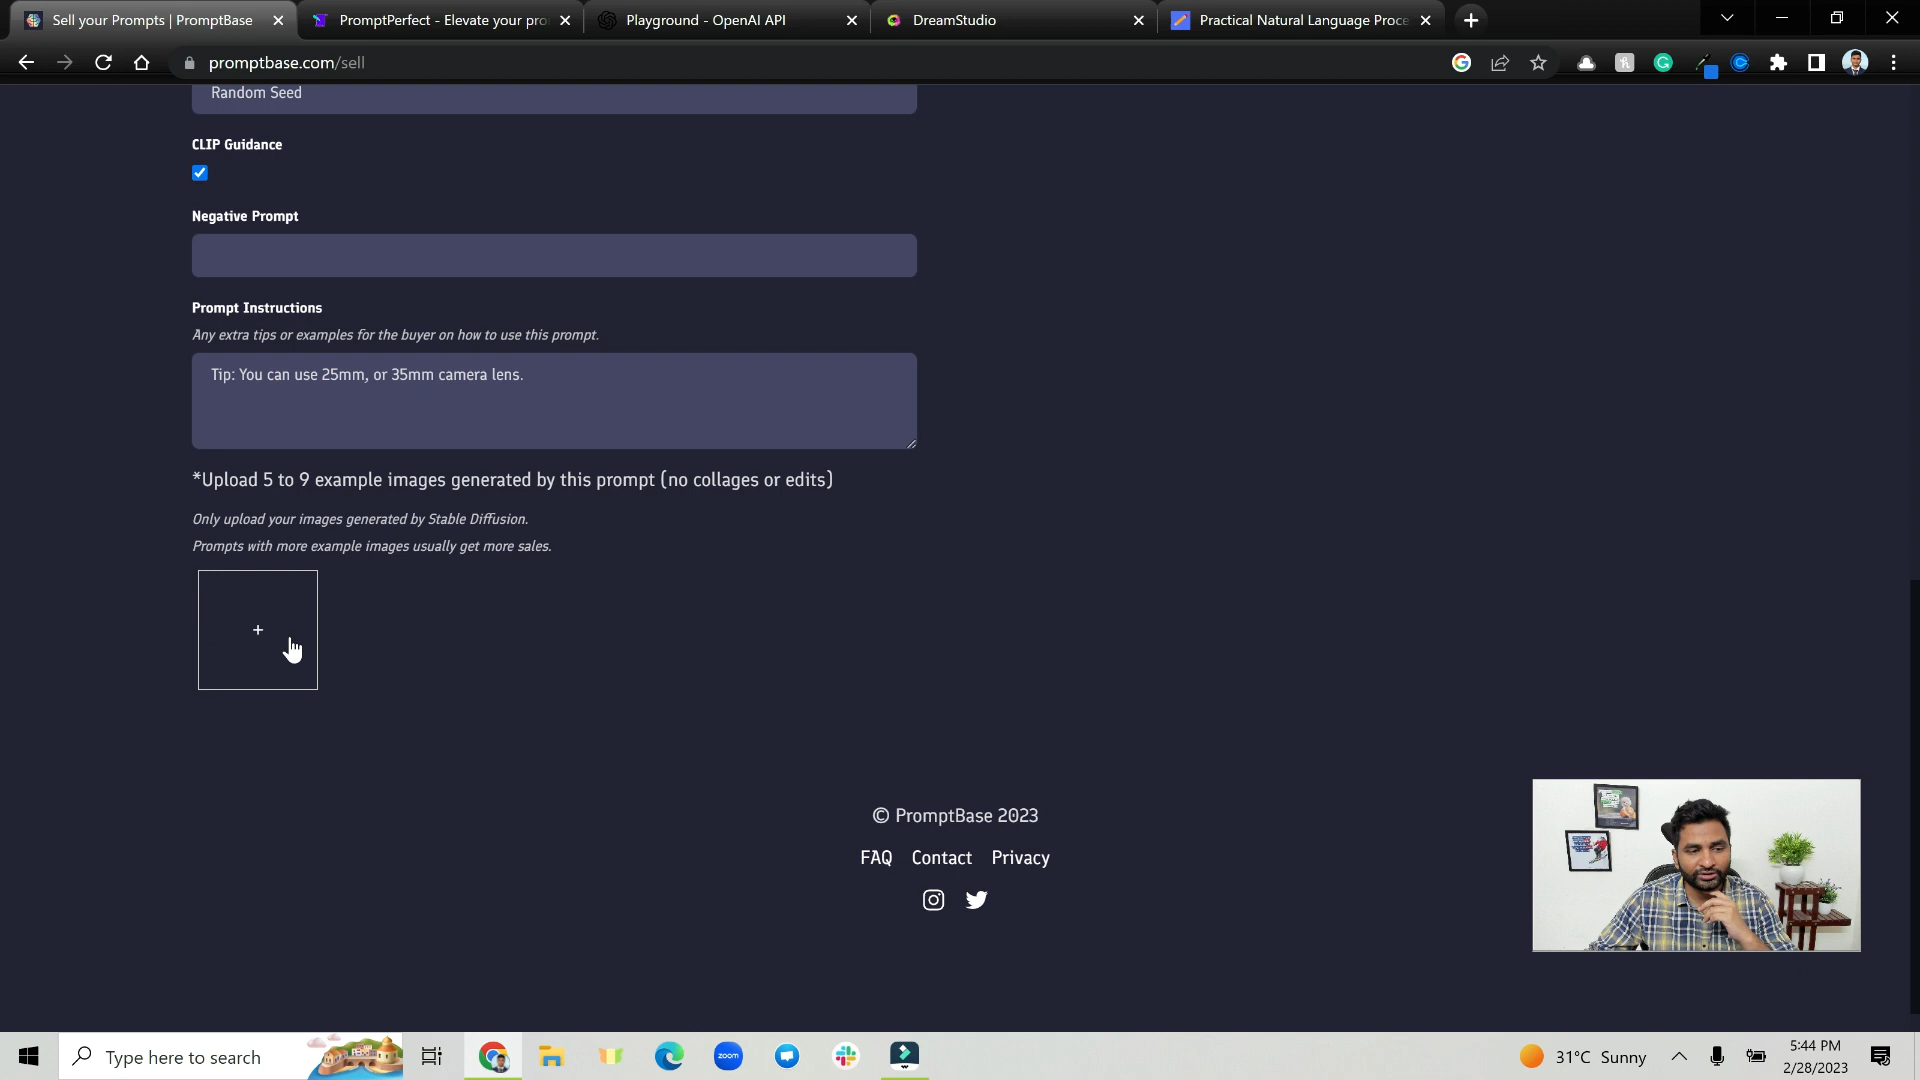 Sell your Prompts | PromptBase
PromptPerfect - Elevate your pro
Playground - OpenAI API
DreamStudio
Practical Natural Language Proce
promptbase.com/sell
Random Seed
CLIP Guidance
Negative Prompt
Prompt Instructions
Any extra tips or examples for the buyer on how to use this prompt.
Tip: You can use 25mm, or 35mm camera lens.
*Upload 5 to 9 example images generated by this prompt (no collages or edits)
Only upload your images generated by Stable Diffusion.
Prompts with more example images usually get more sales.
+
© PromptBase 2023
FAQ Contact Privacy
Type here to search
zoom
31°C Sunny
5:44 PM
2/28/2023